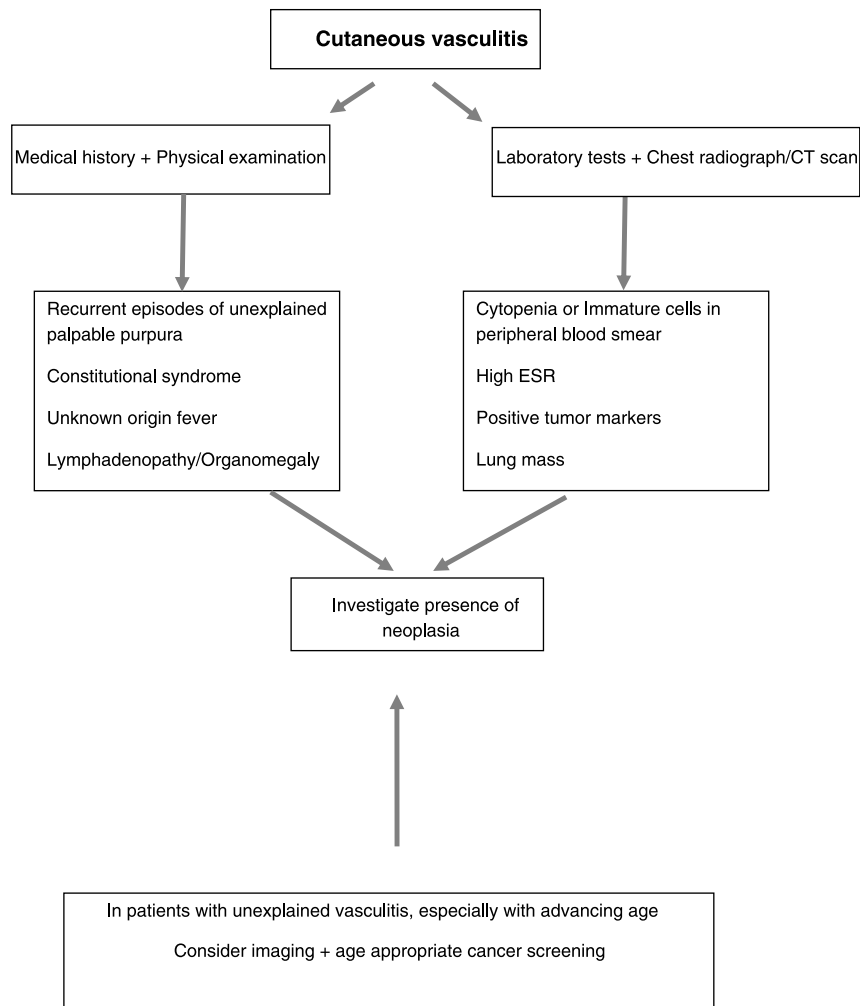 Cutaneous vasculitis
Medical history + Physical examination
Laboratory tests + Chest radiograph/CT scan
Recurrent episodes of unexplained
palpable purpura
Constitutional syndrome
Unknown origin fever
Lymphadenopathy/Organomegaly
Cytopenia or Immature cells in
peripheral blood smear
High ESR
Positive tumor markers
Lung mass
Investigate presence of
neoplasia
In patients with unexplained vasculitis, especially with advancing age
Consider imaging + age appropriate cancer screening